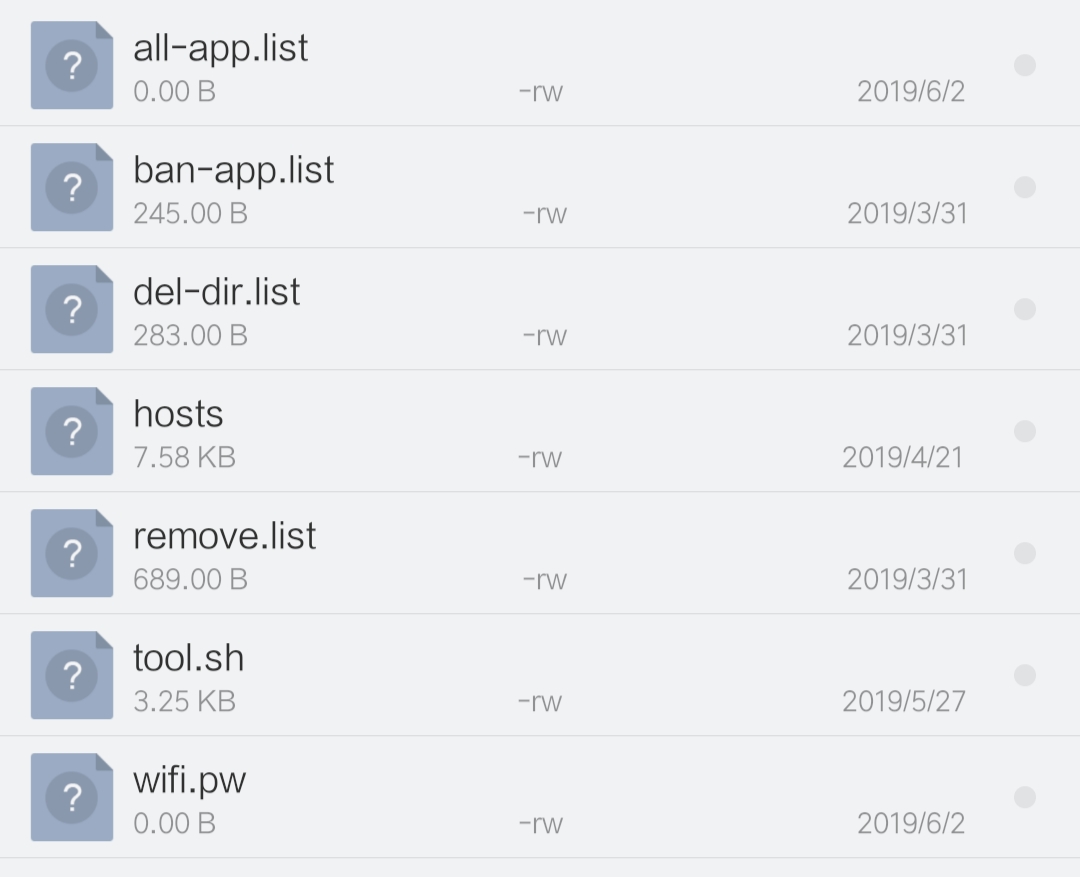 ?
all-app.list
0.00 B -rw 2019/6/2
?
ban-app.list
245.00 B -rw 2019/3/31
?
del-dir.list
283.00 B -rw 2019/3/31
?
hosts
7.58 KB -rw 2019/4/21
?
remove.list
689.00 B -rw 2019/3/31
?
tool.sh
3.25 KB -rw 2019/5/27
?
wifi.pw
0.00 B -rw 2019/6/2